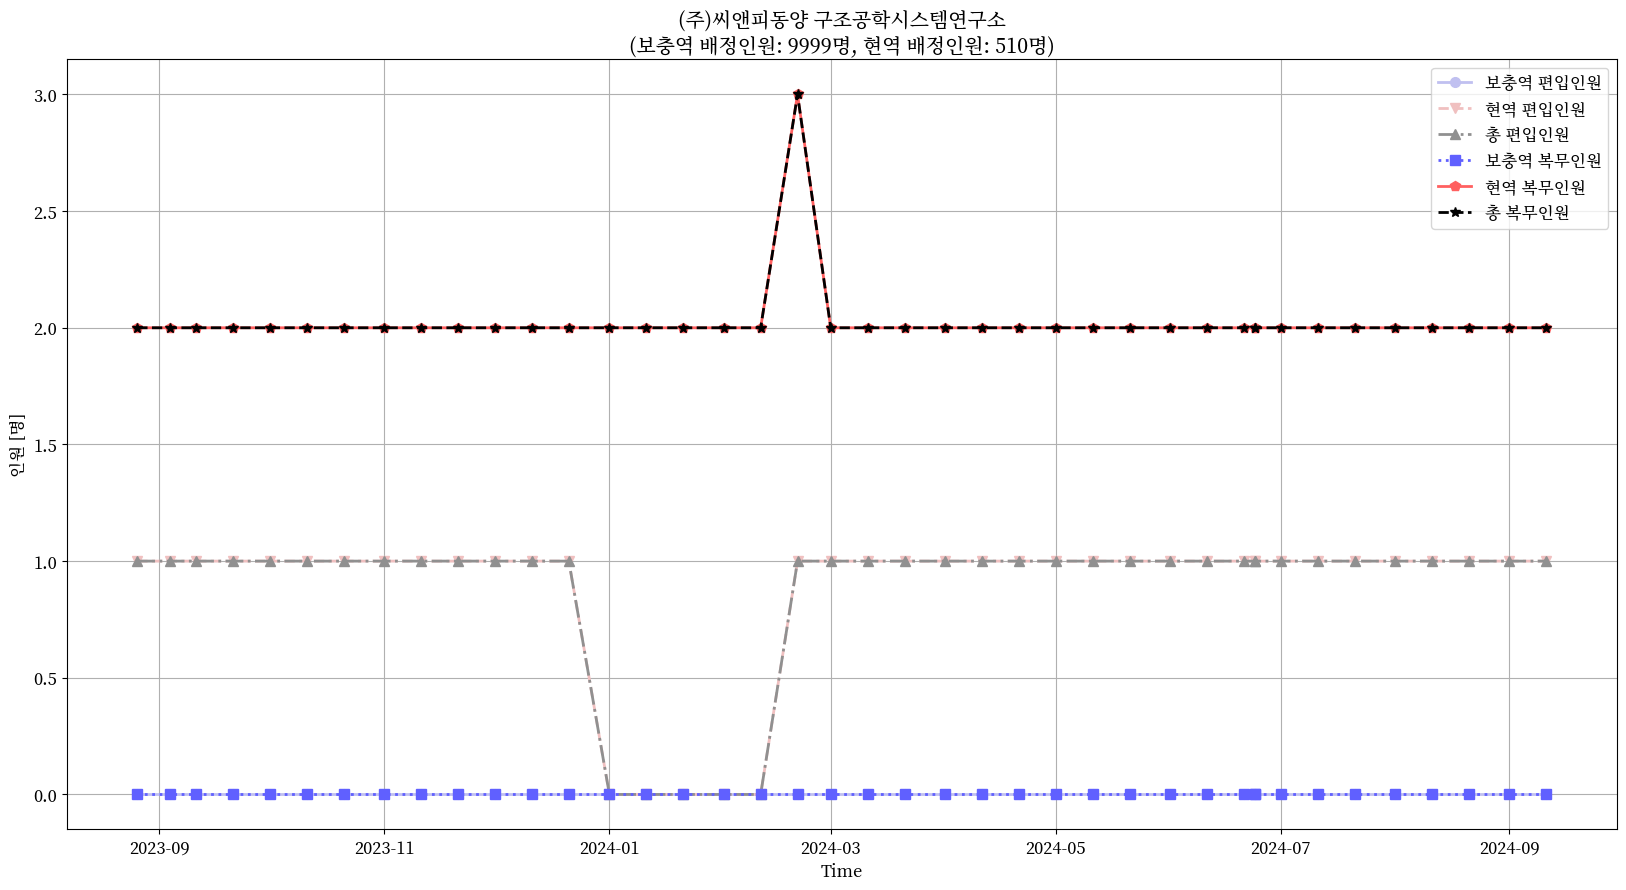 (주)씨앤피동양 구조공학시스템연구소
(보충역 배정인원: 9999명, 현역 배정인원: 510명)
보충역 편입인원
현역 편입인원
총 편입인원
보충역 복무인원
현역 복무인원
총 복무인원
인원 [명]
3.0
2.5
2.0
1.5
1.0
0.5
0.0
2023-09 2023-11 2024-01 2024-03 2024-05 2024-07 2024-09
Time